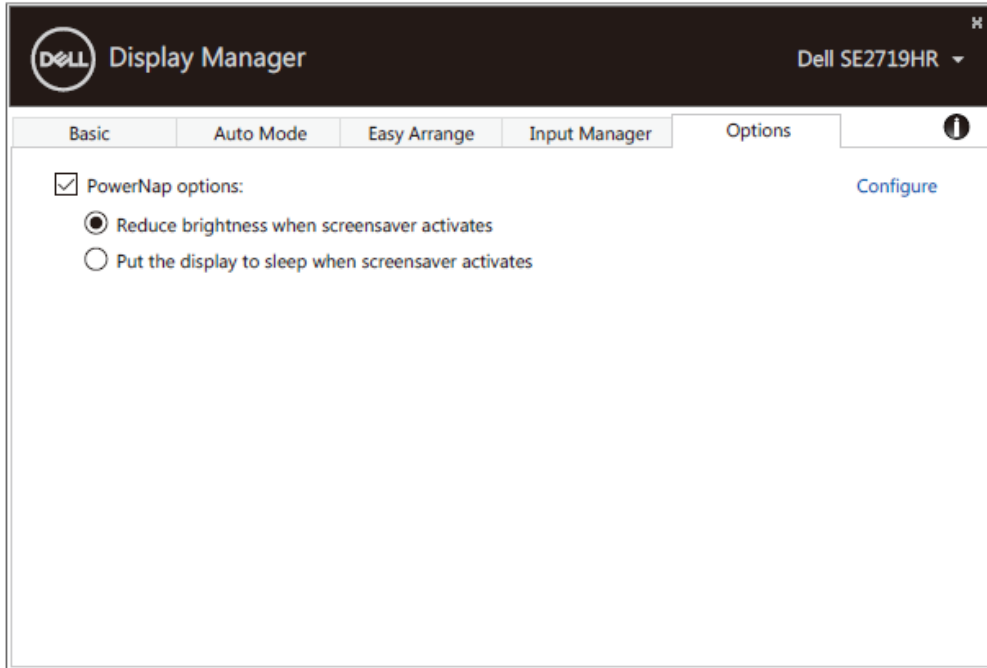 DELL Display Manager
Dell SE2719HR
Basic Auto Mode Easy Arrange Input Manager Options
PowerNap options: Configure
Reduce brightness when screensaver activates
Put the display to sleep when screensaver activates